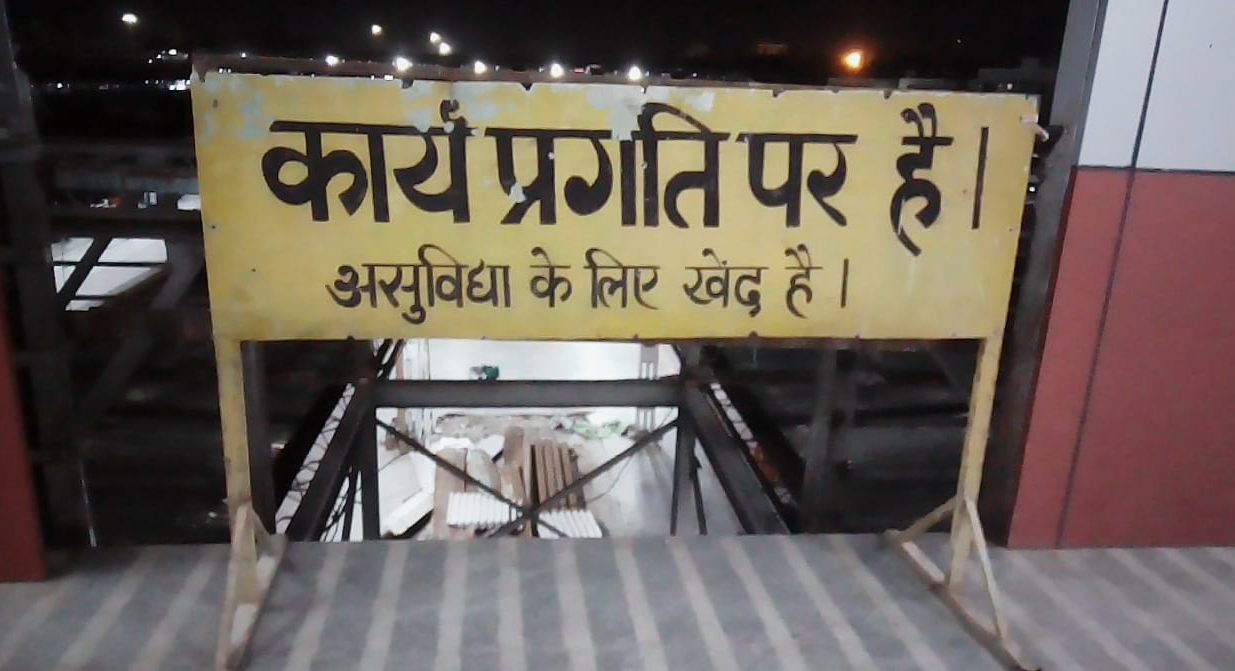 कार्यं प्रगति पर है।
असुविधा के लिए खेंद है।